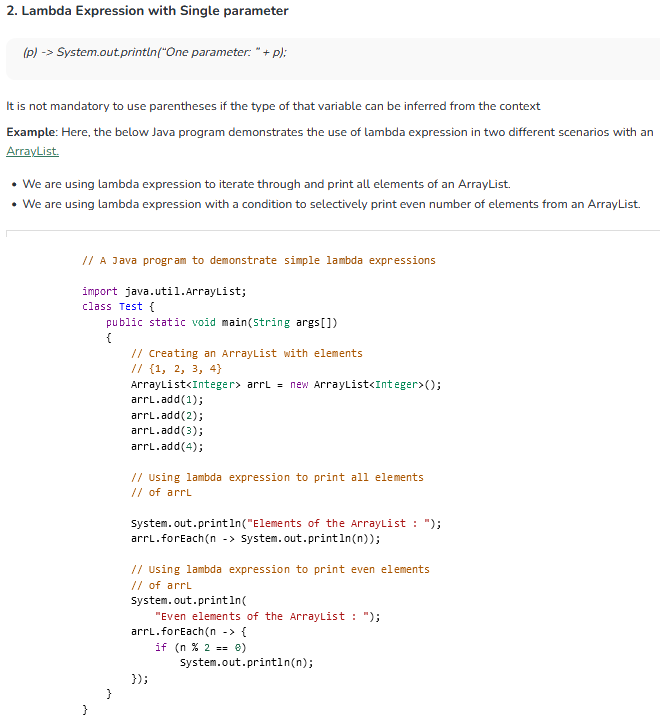 2. Lambda Expression with Single parameter
(p) -> System.out.println("One parameter: " + p);
It is not mandatory to use parentheses if the type of that variable can be inferred from the context
Example: Here, the below Java program demonstrates the use of lambda expression in two different scenarios with an
ArrayList.
• We are using lambda expression to iterate through and print all elements of an ArrayList.
• We are using lambda expression with a condition to selectively print even number of elements from an ArrayList.
// A Java program to demonstrate simple lambda expressions
import java.util.ArrayList;
class Test {
    public static void main(String args[])
    {
        // Creating an ArrayList with elements
        // {1, 2, 3, 4}
        ArrayList<Integer> arrL = new ArrayList<Integer>();
        arrL.add(1);
        arrL.add(2);
        arrL.add(3);
        arrL.add(4);
        // Using lambda expression to print all elements
        // of arrL
        System.out.println("Elements of the ArrayList : ");
        arrL.forEach(n -> System.out.println(n));
        // Using lambda expression to print even elements
        // of arrL
        System.out.println(
            "Even elements of the ArrayList : ");
        arrL.forEach(n -> {
            if (n % 2 == 0)
                System.out.println(n);
        });
    }
}